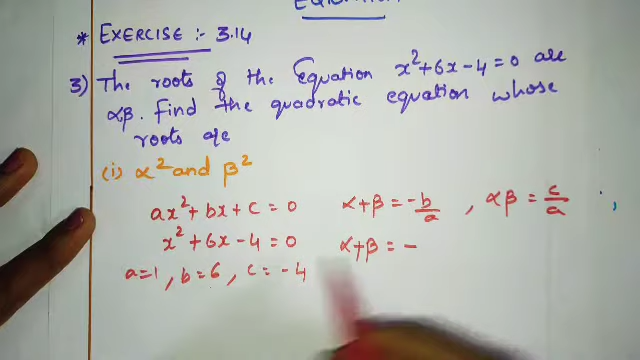 * EXERCISE :- 3.14
3) The roots of the Equation x²+6x-4=0 are
αβ. Find the quadratic equation whose
roots are
(i) α² and β²
ax²+bx+c=0 α+β = -b/a , αβ = c/a ;
x²+6x-4=0 α+β = -
a=1, b=6, c=-4